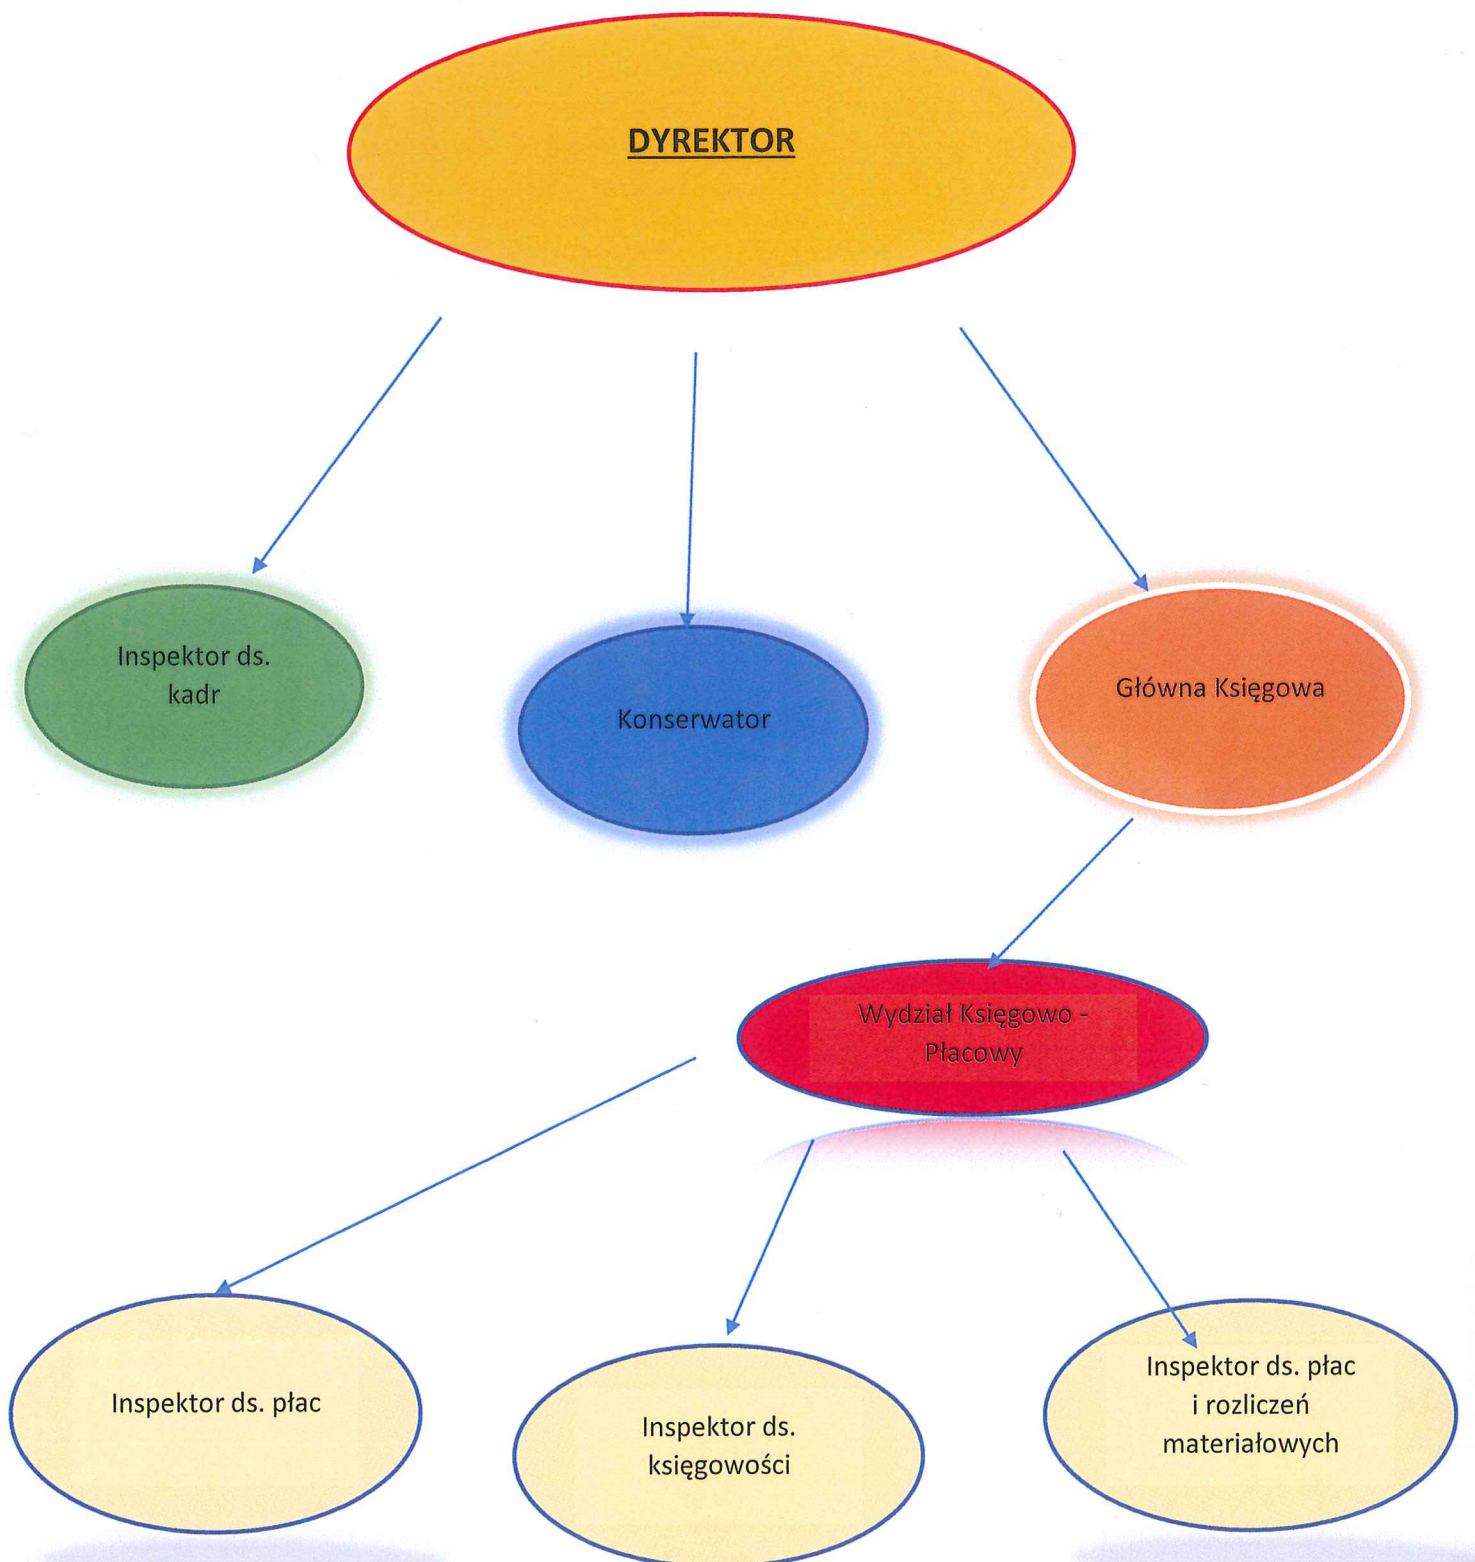 DYREKTOR
Inspektor ds.
kadr
Konserwator
Główna Księgowa
Wydział Księgowo -
Płacowy
Inspektor ds. płac
Inspektor ds.
księgowości
Inspektor ds. płac
i rozliczeń
materiałowych